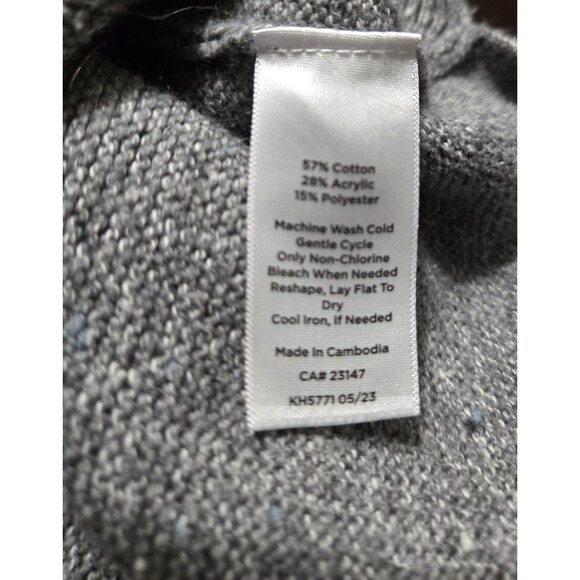 57% Cotton
28% Acrylic
15% Polyester
Machine Wash Cold
Gentle Cycle
Only Non-Chlorine
Bleach When Needed
Reshape, Lay Flat To
Dry
Cool Iron, If Needed
Made In Cambodia
CA# 23147
KH5771 05/23